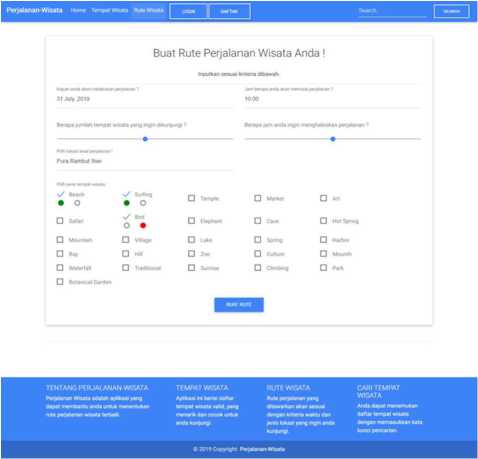 Perjalanan-Wisata Home Tempat Wisata Rute Wisata LOGIN DAFTAR Search.. SEARCH
Buat Rute Perjalanan Wisata Anda !
Inputkan sesuai kriteria dibawah.
Kapan anda akan melakukan perjalanan ? Jam berapa anda akan memulai perjalanan ?
31 July, 2019 10:00
Berapa jumlah tempat wisata yang ingin dikunjungi ? Berapa jam anda ingin menghabiskan perjalanan ?
Pilih lokasi awal perjalanan !
Pura Rambut Siwi
Pilih jenis tempat wisata
Beach Surfing Temple Market Art
Safari Bird Elephant Cave Hot Spring
Mountain Village Lake Spring Harbor
Bay Hill Zoo Culture Mounth
Waterfall Traditional Sunrise Climbing Park
Botanical Garden
BUAT RUTE
TENTANG PERJALANAN-WISATA
Perjalanan Wisata adalah aplikasi yang
dapat membantu anda untuk menentukan
rute perjalanan wisata terbaik.
TEMPAT WISATA
Aplikasi ini berisi daftar
tempat wisata valid, yang
menarik dan cocok untuk
anda kunjungi.
RUTE WISATA
Rute perjalanan yang
ditawarkan akan sesuai
dengan kriteria waktu dan
jenis lokasi yang ingin anda
kunjungi.
CARI TEMPAT
WISATA
Anda dapat menemukan
daftar tempat wisata
dengan memasukkan kata
kunci pencarian.
© 2019 Copyright: Perjalanan-Wisata